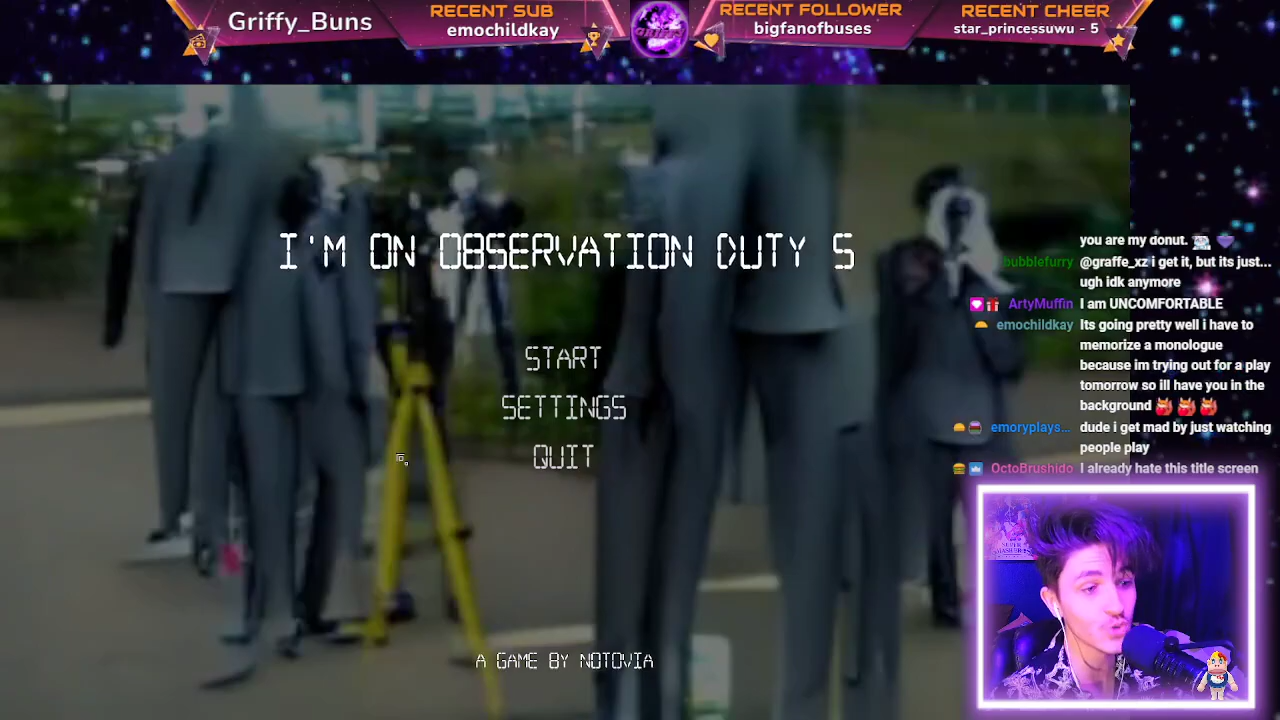 Griffy_Buns
RECENT SUB
emochildkay
RECENT FOLLOWER
bigfanofbuses
RECENT CHEER
star_princessuwu - 5
I'M ON OBSERVATION DUTY 5
START
SETTINGS
QUIT
A GAME BY NOTOVIA
you are my donut.
bubblefurry @graffe_xz i get it, but its just...
ugh idk anymore
ArtyMuffin I am UNCOMFORTABLE
emochildkay Its going pretty well i have to
memorize a monologue
because im trying out for a play
tomorrow so ill have you in the
background
emoryplays... dude i get mad by just watching
people play
OctoBrushido I already hate this title screen